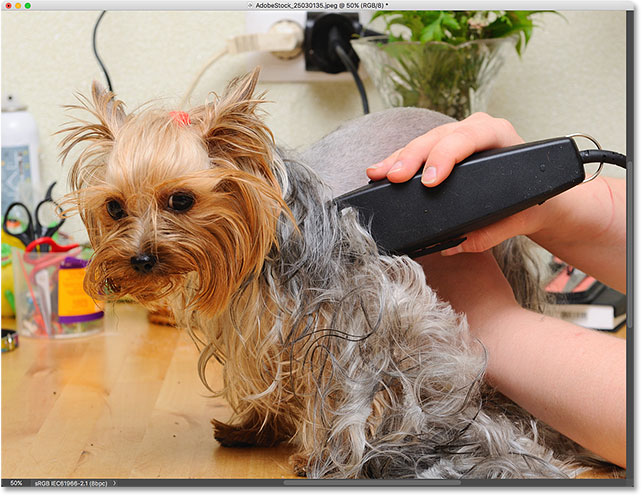 AdobeStock_25030135.jpeg @ 50% (RGB/8) *
50%
sRGB IEC61966-2.1 (8bpc)